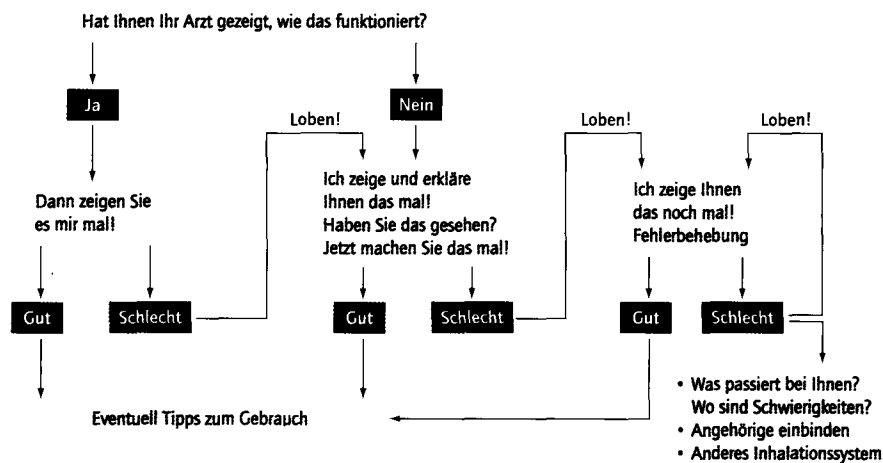 Hat Ihnen Ihr Arzt gezeigt, wie das funktioniert?
Ja
Nein
Loben!
Loben!
Loben!
Dann zeigen Sie
es mir mal!
Ich zeige und erkläre
Ihnen das mal!
Haben Sie das gesehen?
Jetzt machen Sie das mal!
Ich zeige Ihnen
das noch mal!
Fehlerbehebung
Gut
Schlecht
Gut
Schlecht
Gut
Schlecht
Eventuell Tipps zum Gebrauch
• Was passiert bei Ihnen?
Wo sind Schwierigkeiten?
• Angehörige einbinden
• Anderes Inhalationssystem